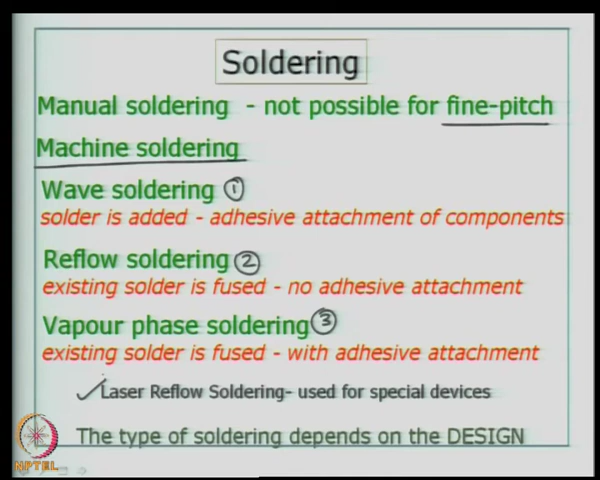 Soldering
Manual soldering - not possible for fine-pitch
Machine soldering
Wave soldering ①
solder is added - adhesive attachment of components
Reflow soldering ②
existing solder is fused - no adhesive attachment
Vapour phase soldering ③
existing solder is fused - with adhesive attachment
✓Laser Reflow Soldering- used for special devices
The type of soldering depends on the DESIGN
NPTEL